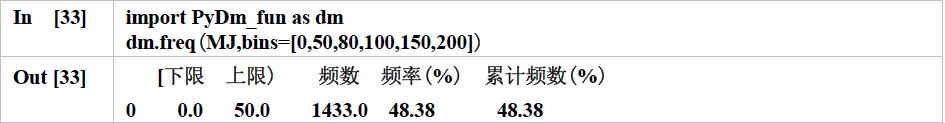 In [33] import PyDm_fun as dm
dm.freq(MJ,bins=[0,50,80,100,150,200])
Out [33] [下限 上限) 频数 频率(%) 累计频数(%)
0 0.0 50.0 1433.0 48.38 48.38